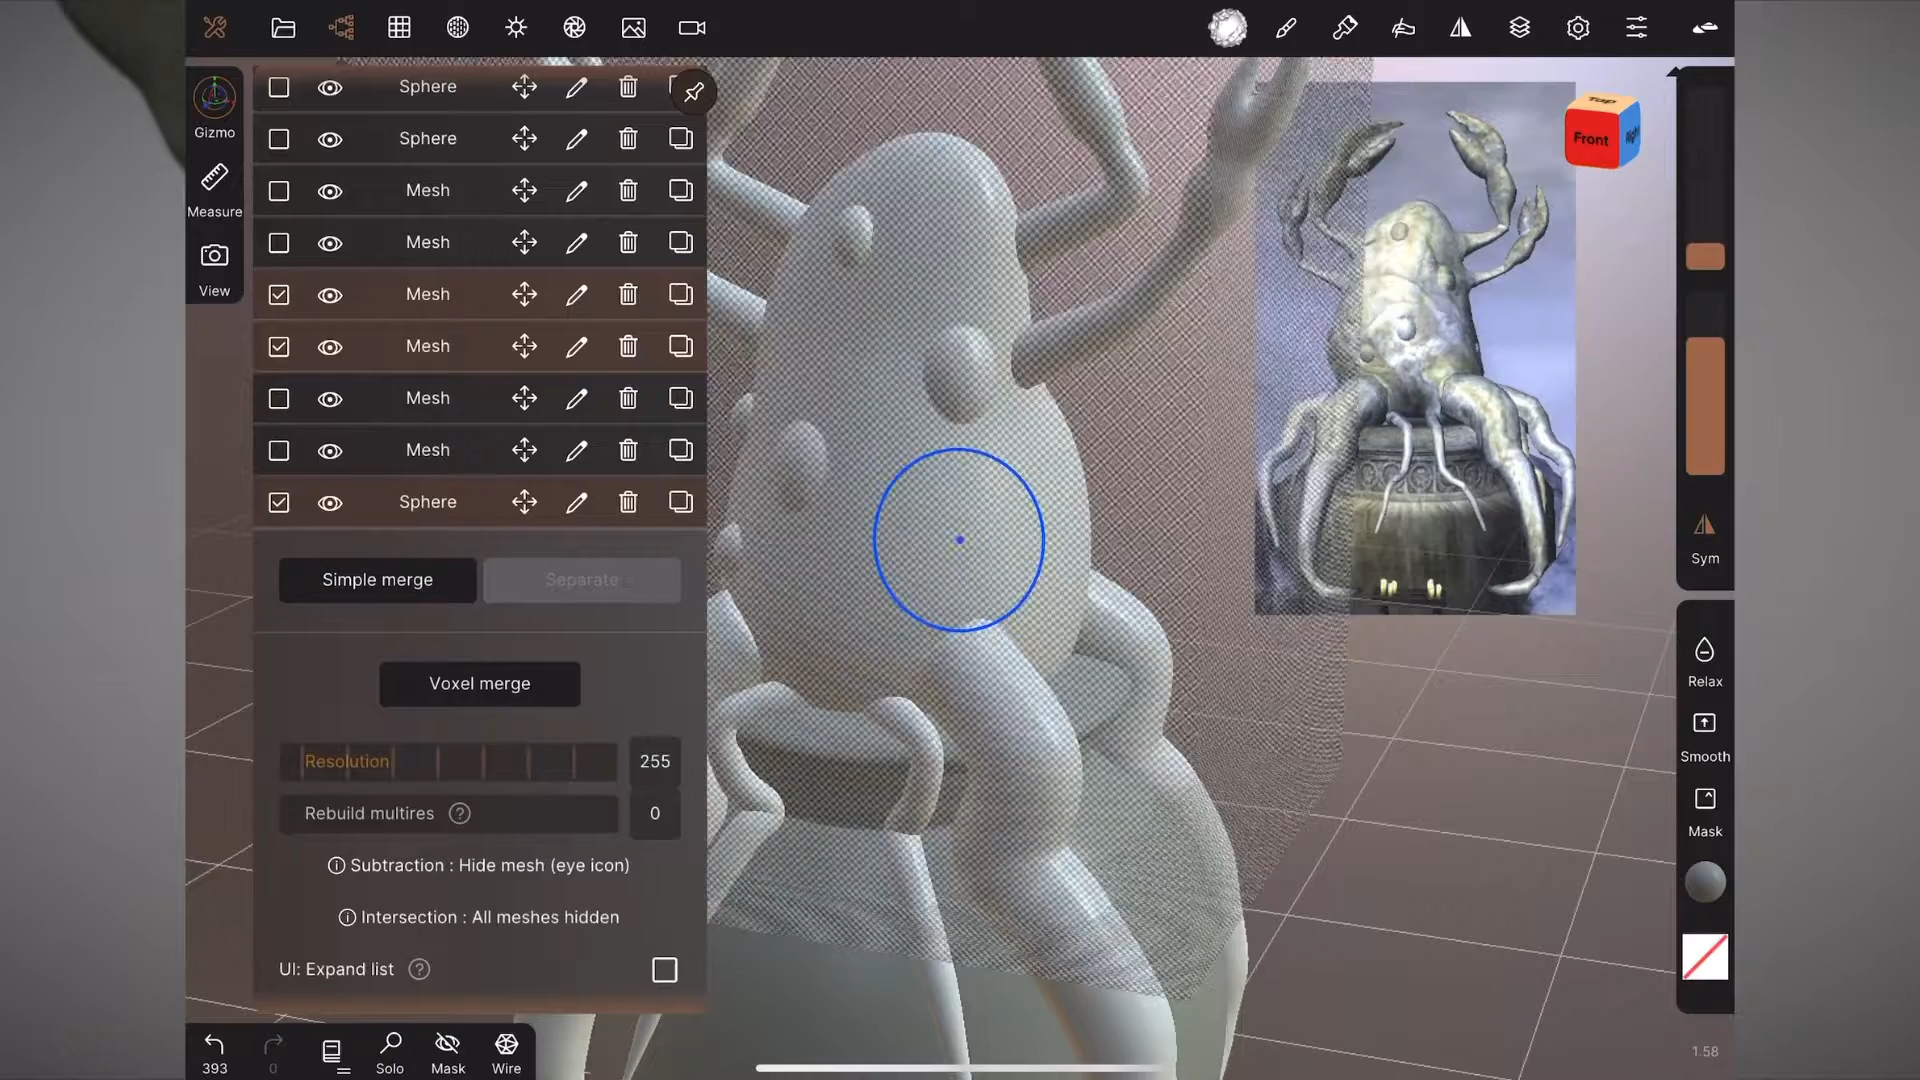 Gizmo
Measure
View
Sphere
Sphere
Mesh
Mesh
Mesh
Mesh
Mesh
Mesh
Sphere
Simple merge
Separate
Voxel merge
Resolution
255
Rebuild multires ?
0
Subtraction : Hide mesh (eye icon)
Intersection : All meshes hidden
UI: Expand list ?
393
0
Solo
Mask
Wire
Top
Front
Right
Sym
Relax
Smooth
Mask
1.58